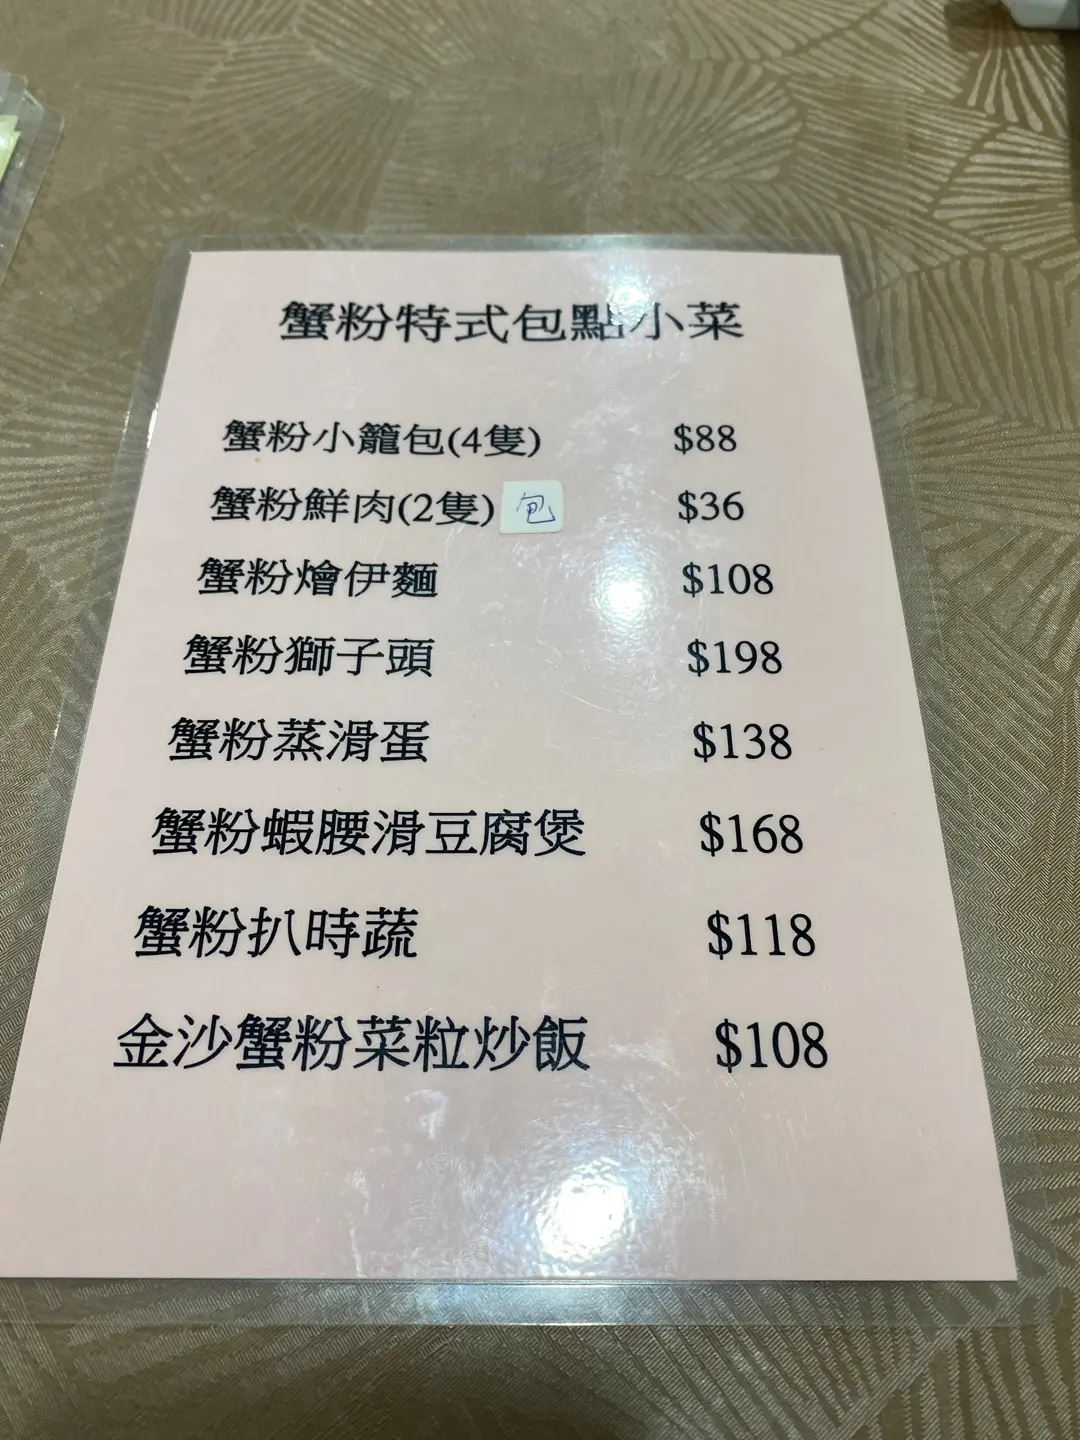 蟹粉特式包點小菜
蟹粉小籠包(4隻) $88
蟹粉鮮肉(2隻) 包 $36
蟹粉燴伊麵 $108
蟹粉獅子頭 $198
蟹粉蒸滑蛋 $138
蟹粉蝦腰滑豆腐煲 $168
蟹粉扒時蔬 $118
金沙蟹粉菜粒炒飯 $108